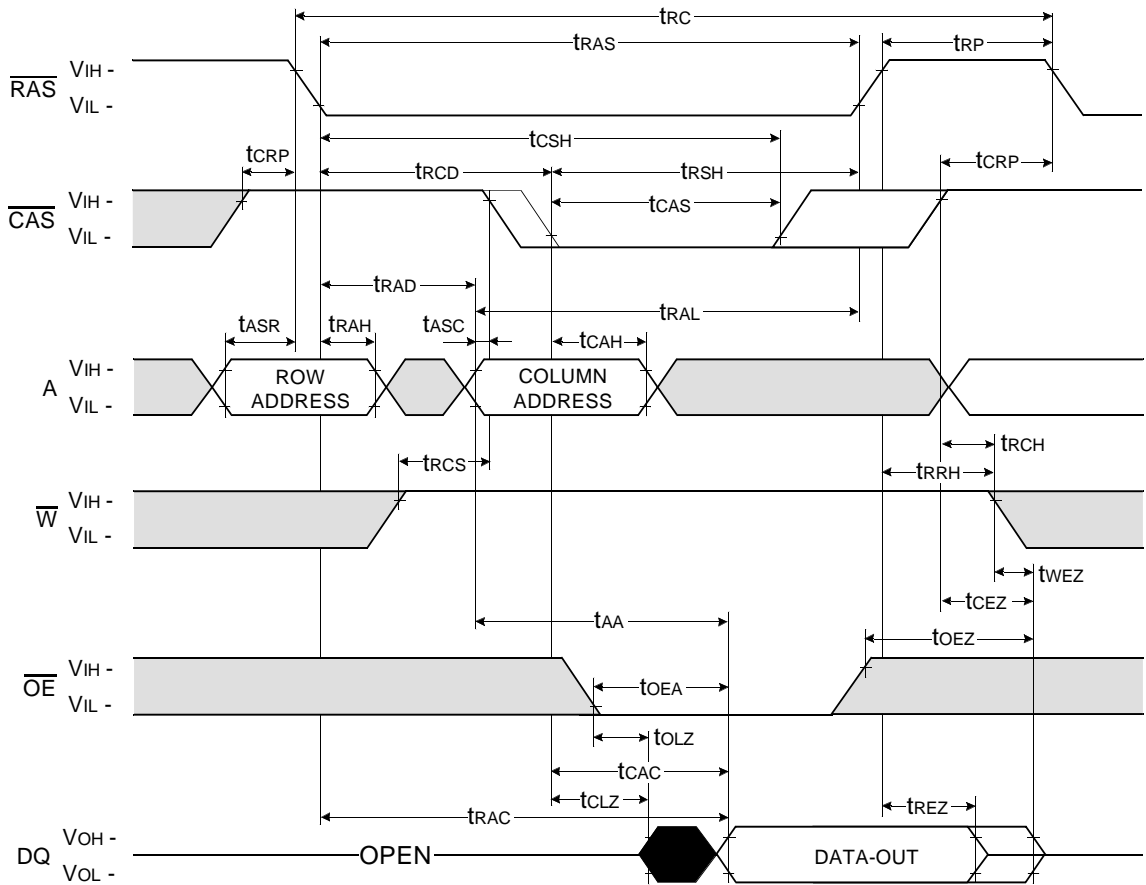 tRC
tRAS
tRP
RAS
VIH -
VIL -
tCSH
tCRP
tRCD
tRSH
tCRP
CAS
VIH -
VIL -
tCAS
tRAD
tRAL
tASR
tRAH
tASC
tCAH
A
VIH -
VIL -
ROW
ADDRESS
COLUMN
ADDRESS
tRCS
tRCH
tRRH
W
VIH -
VIL -
tWEZ
tCEZ
tAA
tOEZ
OE
VIH -
VIL -
tOEA
tOLZ
tCAC
tCLZ
tREZ
tRAC
DQ
VOH -
VOL -
OPEN
DATA-OUT